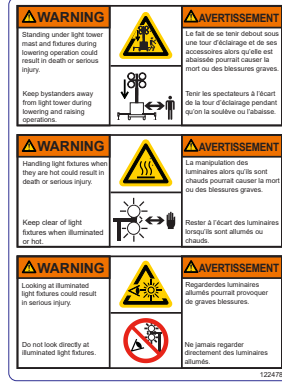 WARNING
Standing under light tower
mast and fixtures during
lowering operation could
result in death or serious
injury.
Keep bystanders away
from light tower during
lowering and raising
operations.
AVERTISSEMENT
Le fait de se tenir debout sous
une tour d'éclairage et de ses
accessoires alors qu'elle est
abaissée pourrait causer la
mort ou des blessures graves.
Tenir les spectateurs à l'écart
de la tour d'éclairage pendant
qu'on la soulève ou l'abaisse.
WARNING
Handling light fixtures when
they are hot could result in
death or serious injury.
Keep clear of light
fixtures when illuminated
or hot.
AVERTISSEMENT
La manipulation des
luminaires alors qu'ils sont
chauds pourrait causer la mort
ou des blessures graves.
Rester à l'écart des luminaires
lorsqu'ils sont allumés ou
chauds.
WARNING
Looking at illuminated
light fixtures could result
in serious injury.
Do not look directly at
illuminated light fixtures.
AVERTISSEMENT
Regarderdes luminaires
allumés pourrait provoquer
de graves blessures.
Ne jamais regarder
directement des luminaires
allumés.
122478